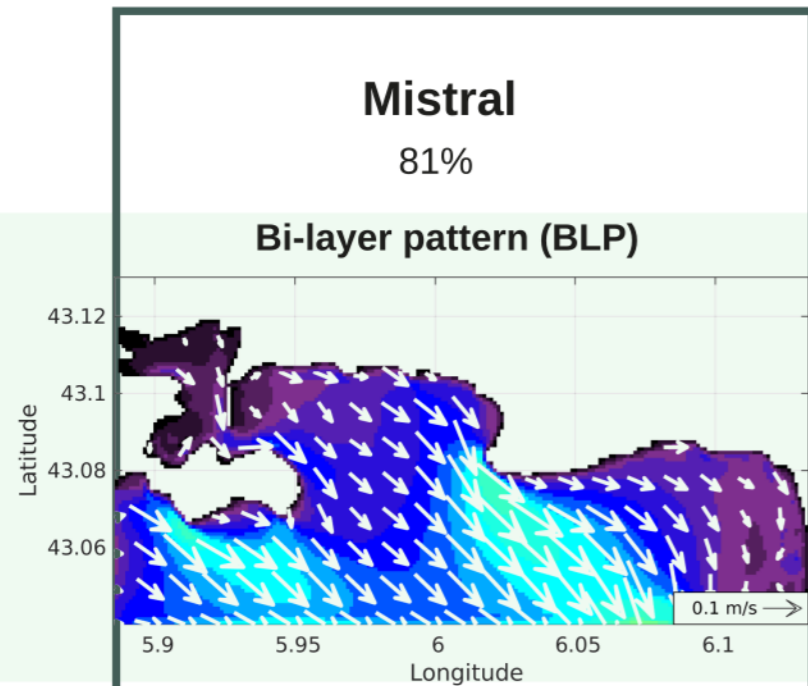 Mistral
81%
Bi-layer pattern (BLP)
43.12
43.1
43.08
43.06
Latitude
0.1 m/s
5.9 5.95 6 6.05 6.1
Longitude